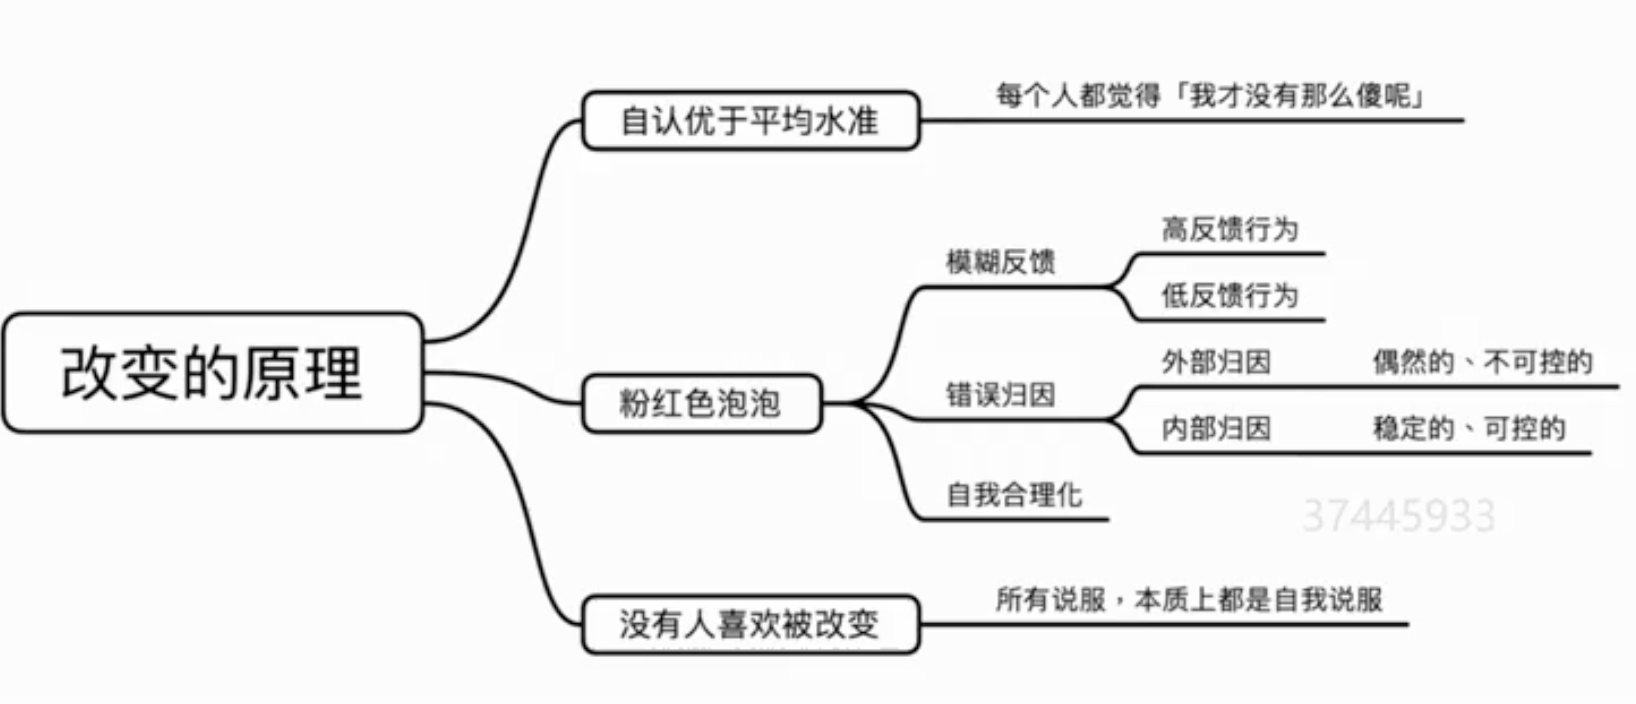 改变的原理
自认优于平均水准
每个人都觉得「我才没有那么傻呢」
粉红色泡泡
模糊反馈
高反馈行为
低反馈行为
错误归因
外部归因 偶然的、不可控的
内部归因 稳定的、可控的
自我合理化
37445933
没有人喜欢被改变
所有说服，本质上都是自我说服